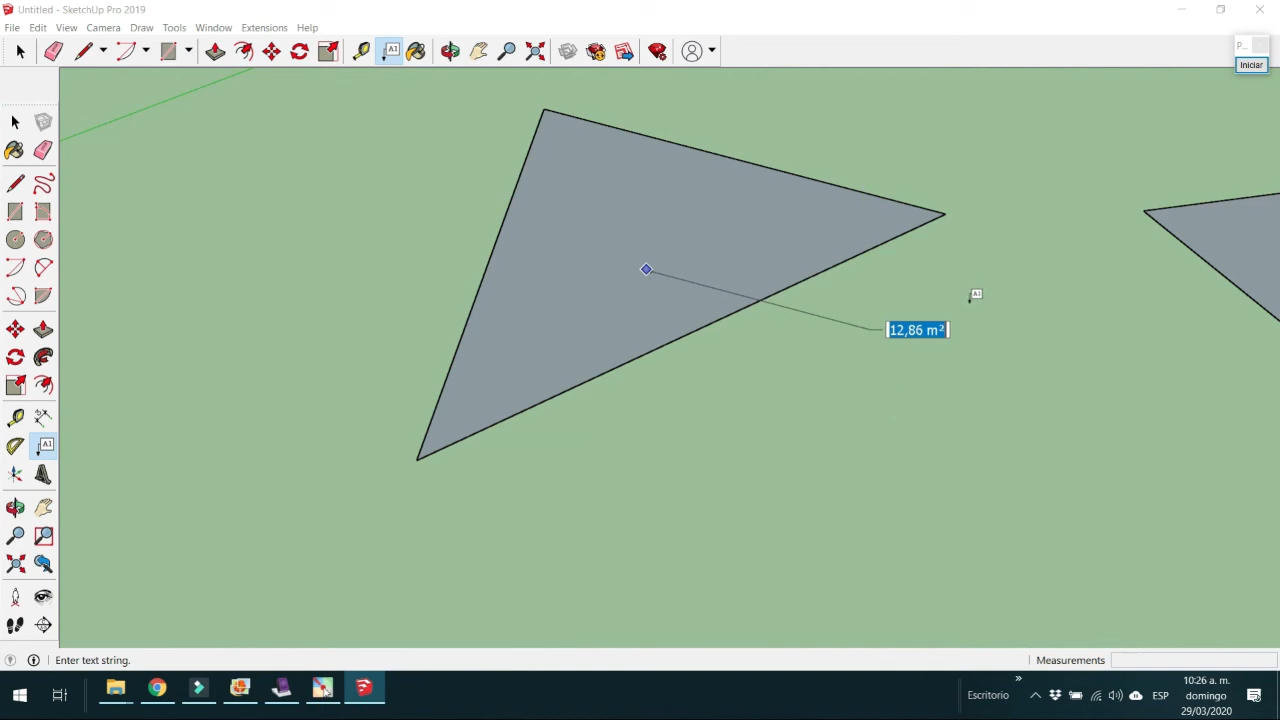 Untitled - SketchUp Pro 2019
File Edit View Camera Draw Tools Window Extensions Help
P...
Iniciar
12,86 m²
Enter text string.
Measurements
Escritorio
ESP
10:26 a. m.
domingo
29/03/2020